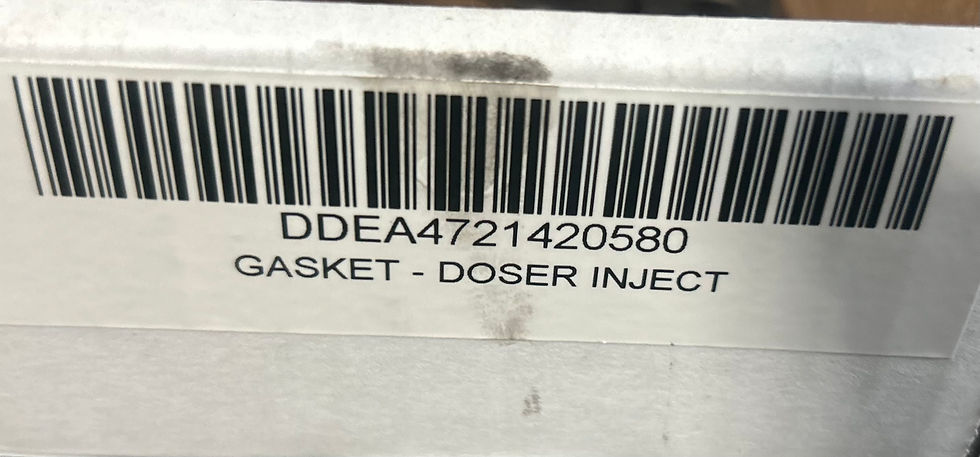 DDEA4721420580
GASKET - DOSER INJECT